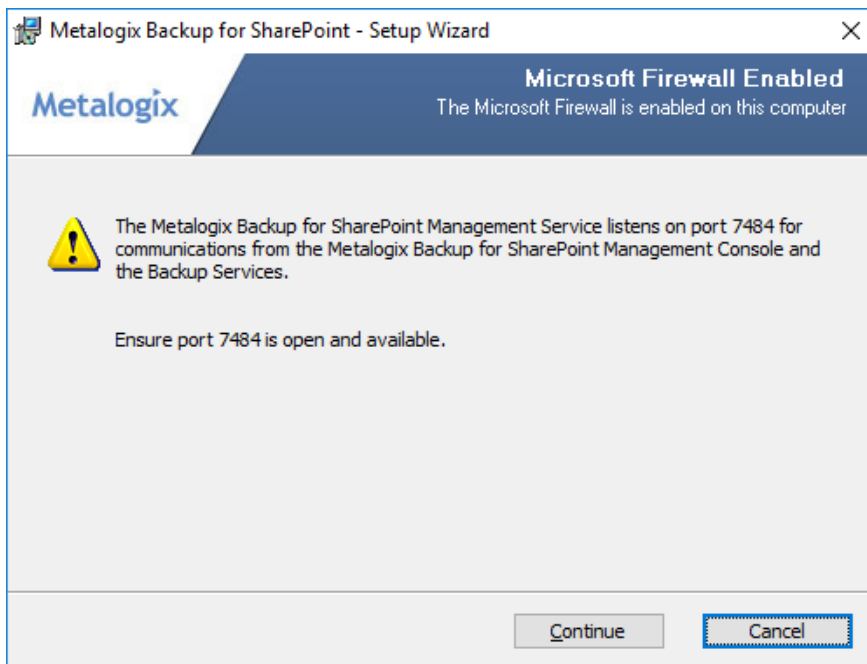 Metalogix Backup for SharePoint - Setup Wizard
Microsoft Firewall Enabled
Metalogix
The Microsoft Firewall is enabled on this computer
The Metalogix Backup for SharePoint Management Service listens on port 7484 for
communications from the Metalogix Backup for SharePoint Management Console and
the Backup Services.
Ensure port 7484 is open and available.
Continue
Cancel